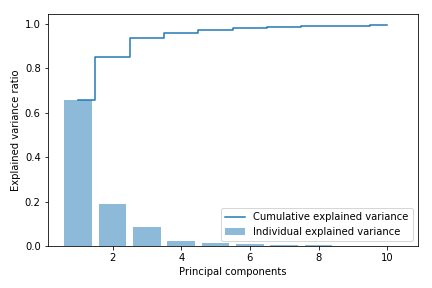 1.0
0.8
0.6
0.4
0.2
0.0
Explained variance ratio
Cumulative explained variance
Individual explained variance
2 4 6 8 10
Principal components